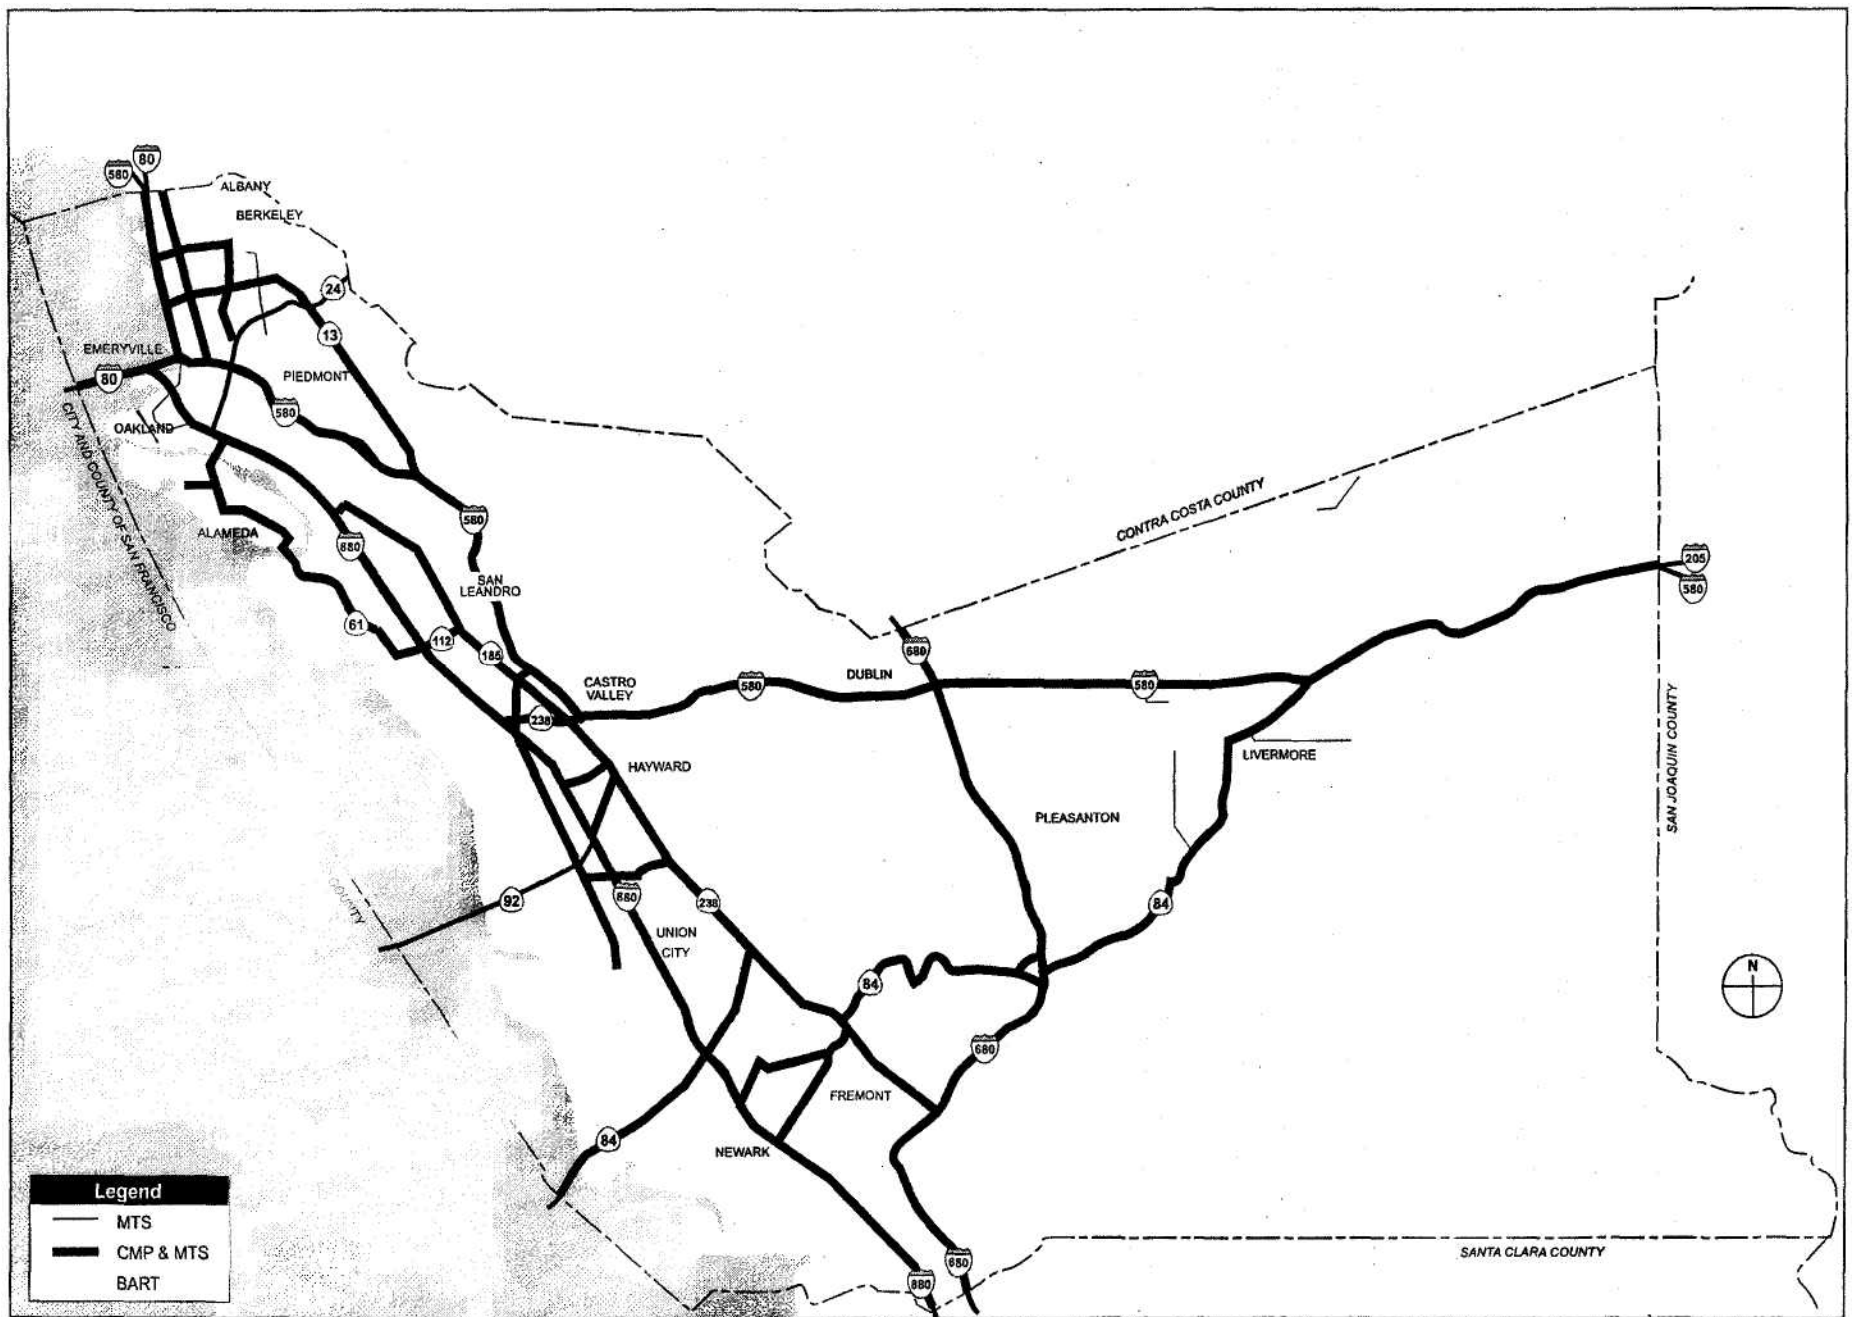 80
580
ALBANY
BERKELEY
24
13
EMERYVILLE
80
PIEDMONT
580
OAKLAND
CITY AND COUNTY OF SAN FRANCISCO
CONTRA COSTA COUNTY
580
ALAMEDA
880
205
580
SAN
LEANDRO
61
112
185
680
CASTRO
VALLEY
580
DUBLIN
580
238
SAN JOAQUIN COUNTY
LIVERMORE
HAYWARD
PLEASANTON
92
COUNTY
880
238
84
UNION
CITY
84
N
680
FREMONT
84
NEWARK
Legend
MTS
CMP & MTS
BART
SANTA CLARA COUNTY
680
880